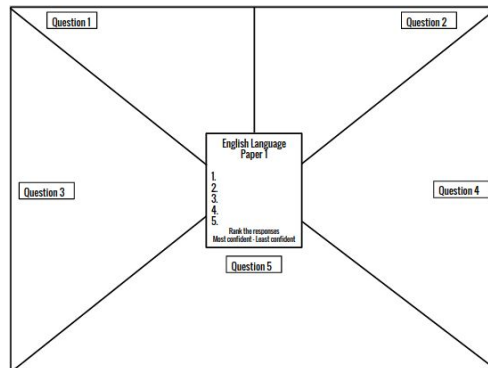 Question 1
Question 2
English Language
Paper 1
1.
2.
3.
4.
5.
Rank the responses
Most confident - Least confident
Question 3
Question 4
Question 5